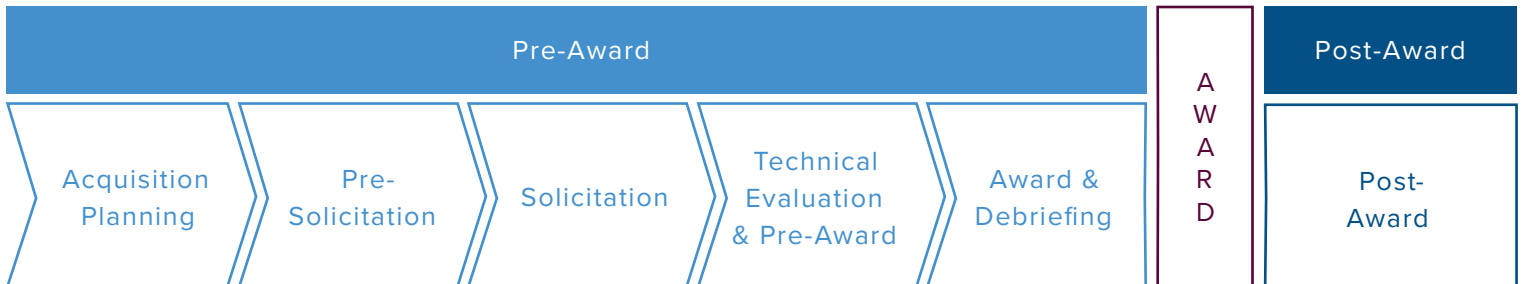 Pre-Award
Acquisition
Planning
Pre-
Solicitation
Solicitation
Technical
Evaluation
& Pre-Award
Award &
Debriefing
A
W
A
R
D
Post-Award
Post-
Award